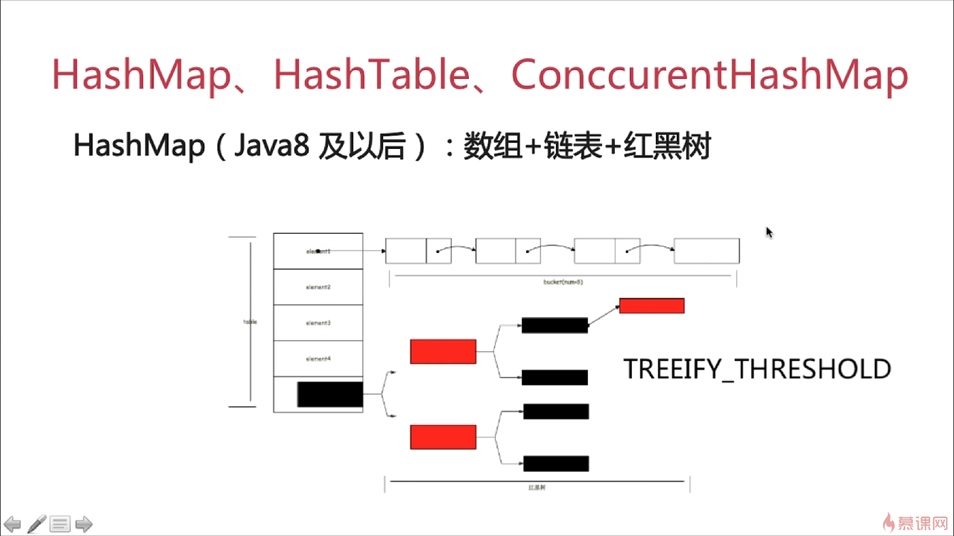 HashMap、HashTable、ConccurentHashMap
HashMap（Java8 及以后）：数组+链表+红黑树
element1
element2
element3
element4
table
bucket(num<8)
TREEIFY_THRESHOLD
红黑树
慕课网